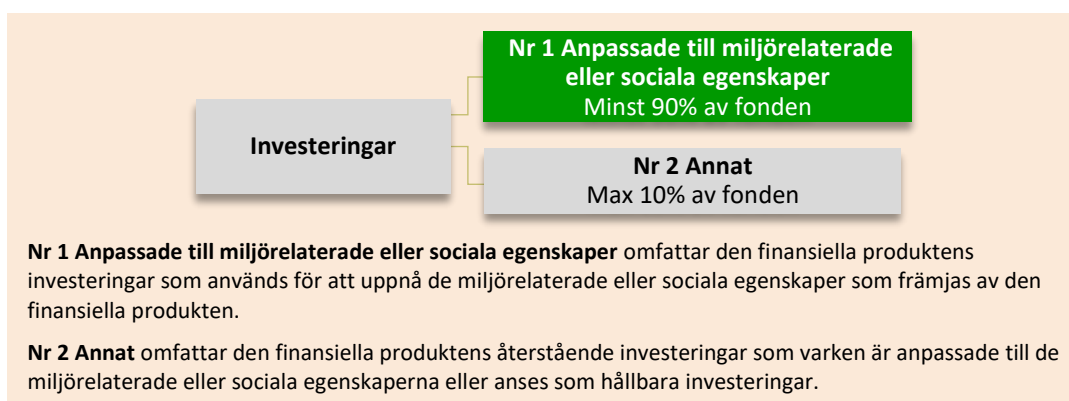 Nr 1 Anpassade till miljörelaterade
eller sociala egenskaper
Minst 90% av fonden
Investeringar
Nr 2 Annat
Max 10% av fonden
Nr 1 Anpassade till miljörelaterade eller sociala egenskaper omfattar den finansiella produktens
investeringar som används för att uppnå de miljörelaterade eller sociala egenskaper som främjas av den
finansiella produkten.
Nr 2 Annat omfattar den finansiella produktens återstående investeringar som varken är anpassade till de
miljörelaterade eller sociala egenskaperna eller anses som hållbara investeringar.